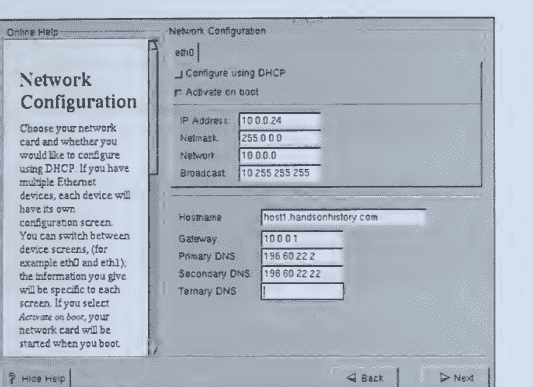 Online Help
Network
Configuration
Choose your network
card and whether you
would like to configure
using DHCP. If you have
multiple Ethernet
devices, each device will
have its own
configuration screen.
You can switch between
device screens, (for
example eth0 and eth1);
the information you give
will be specific to each
screen. If you select
Activate on boot, your
network card will be
started when you boot.
Network Configuration
eth0
Configure using DHCP
Activate on boot
IP Address: 10.0.0.24
Netmask: 255.0.0.0
Network 10.0.0.0
Broadcast 10.255.255.255
Hostname host1.handsonhistory.com
Gateway 10.0.0.1
Primary DNS 196.60.22.2
Secondary DNS: 196.60.22.22
Ternary DNS
Hide Help
Back
Next